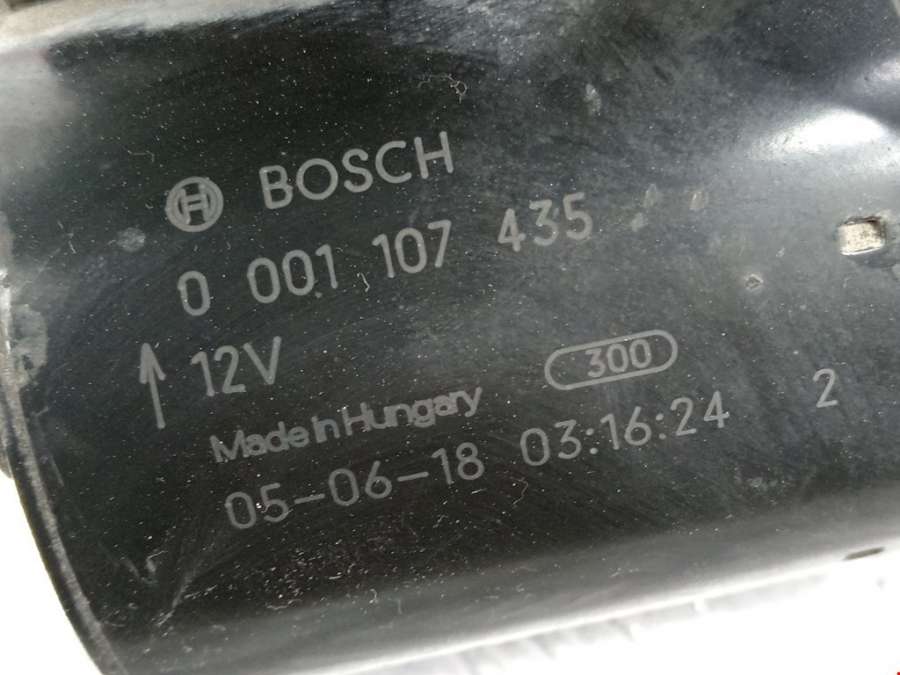 BOSCH
0 001 107 435
12V
300
Made in Hungary
05-06-18 03:16:24 2